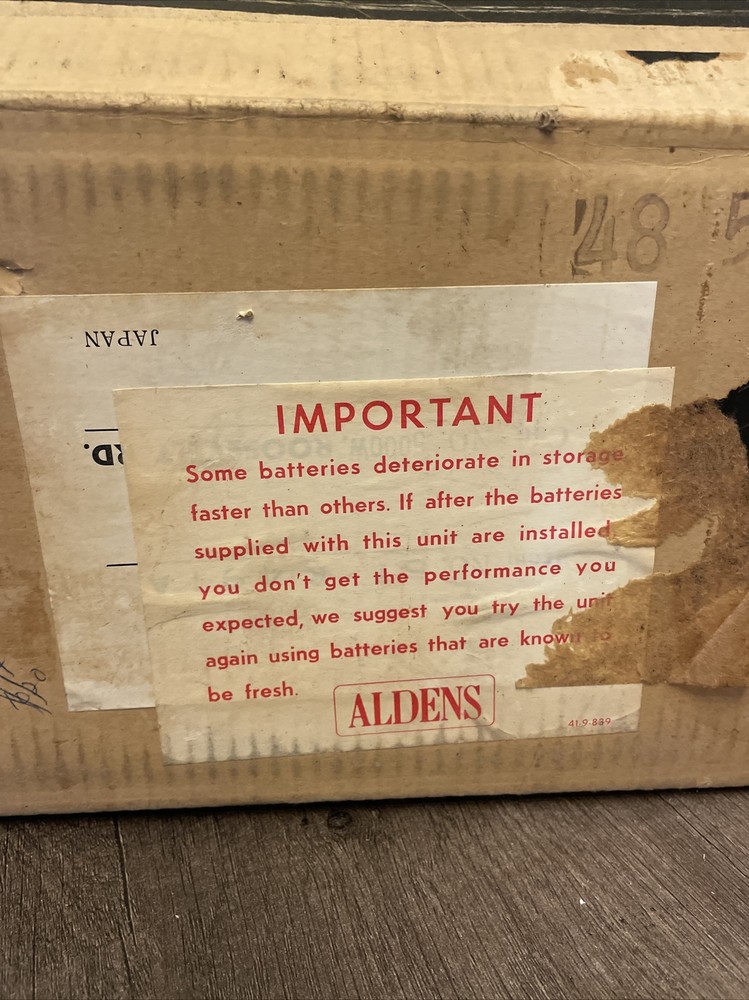 48 5
JAPAN
RD.
IMPORTANT
Some batteries deteriorate in storage
faster than others. If after the batteries
supplied with this unit are installed
you don't get the performance you
expected, we suggest you try the unit
again using batteries that are known to
be fresh.
ALDENS
41-9-839